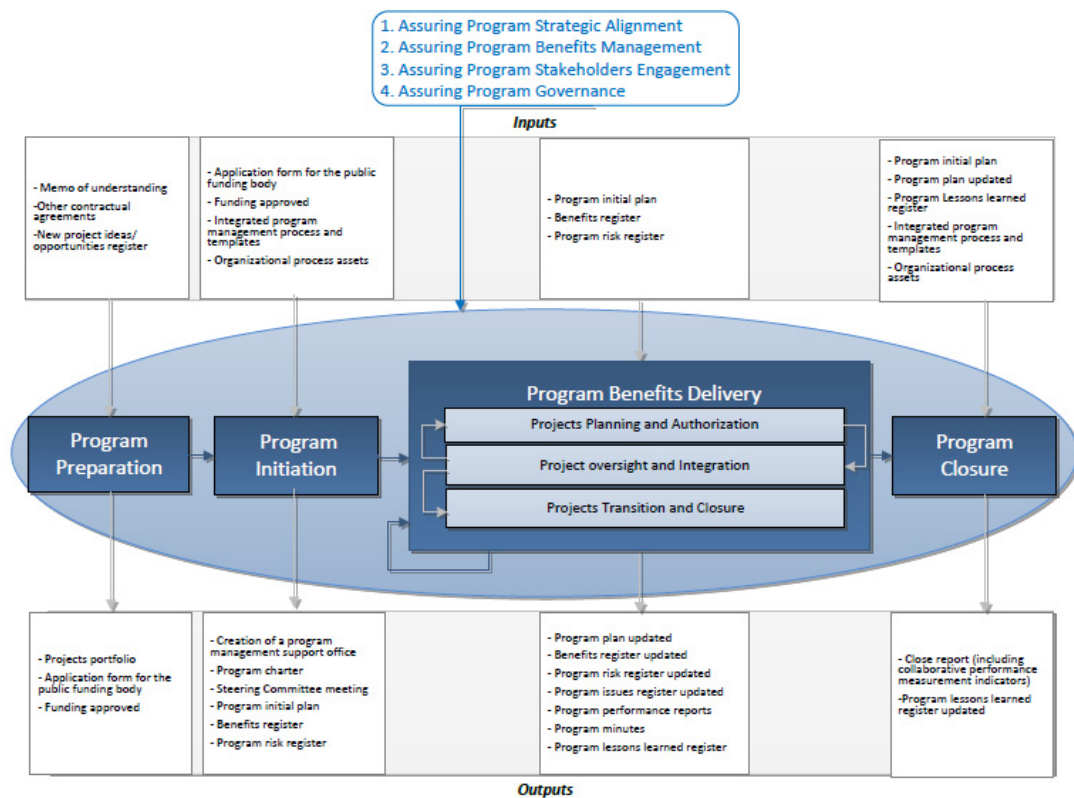 1. Assuring Program Strategic Alignment
2. Assuring Program Benefits Management
3. Assuring Program Stakeholders Engagement
4. Assuring Program Governance
Inputs
- Memo of understanding
-Other contractual
agreements
-New project ideas/
opportunities register
- Application form for the public
funding body
- Funding approved
- Integrated program
management process and
templates
- Organizational process assets
- Program initial plan
- Benefits register
- Program risk register
- Program initial plan
- Program plan updated
- Program Lessons learned
register
- Integrated program
management process and
templates
- Organizational process
assets
Program
Preparation
Program
Initiation
Program Benefits Delivery
Projects Planning and Authorization
Project oversight and Integration
Projects Transition and Closure
Program
Closure
- Projects portfolio
- Application form for the
public funding body
- Funding approved
- Creation of a program
management support office
- Program charter
- Steering Committee meeting
- Program initial plan
- Benefits register
- Program risk register
- Program plan updated
- Benefits register updated
- Program risk register updated
- Program issues register updated
- Program performance reports
- Program minutes
- Program lessons learned register
- Close report (including
collaborative performance
measurement indicators)
-Program lessons learned
register updated
Outputs